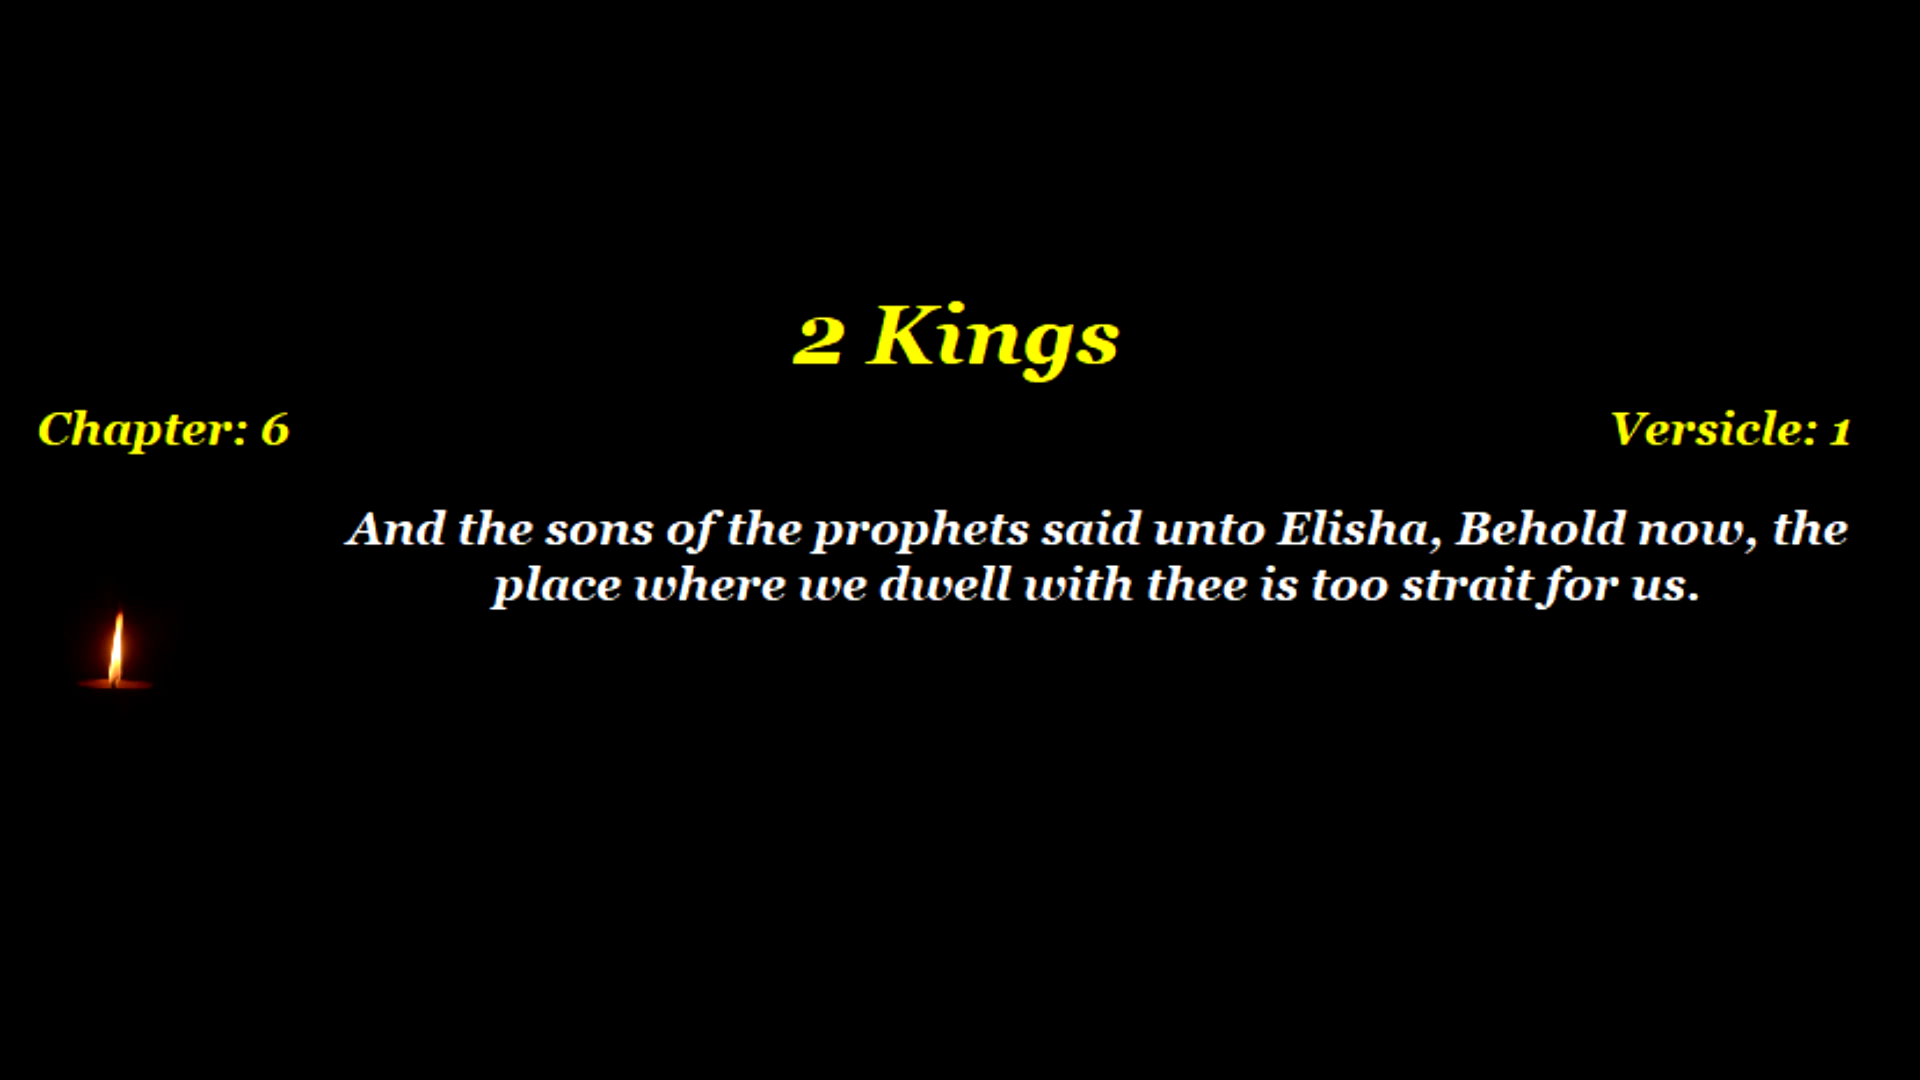 2 Kings
Chapter: 6
Versicle: 1
And the sons of the prophets said unto Elisha, Behold now, the
place where we dwell with thee is too strait for us.